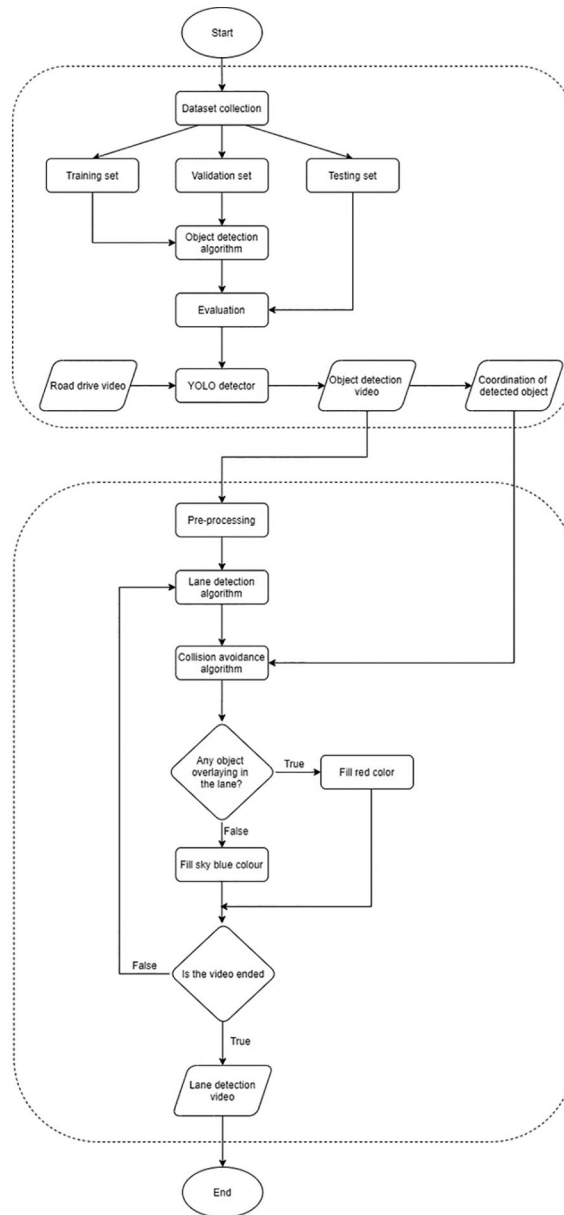 Start
Dataset collection
Training set
Validation set
Testing set
Object detection
algorithm
Evaluation
Road drive video
YOLO detector
Object detection
video
Coordination of
detected object
Pre-processing
Lane detection
algorithm
Collision avoidance
algorithm
Any object
overlaying in
the lane?
True
Fill red color
False
Fill sky blue colour
False
Is the video ended
True
Lane detection
video
End